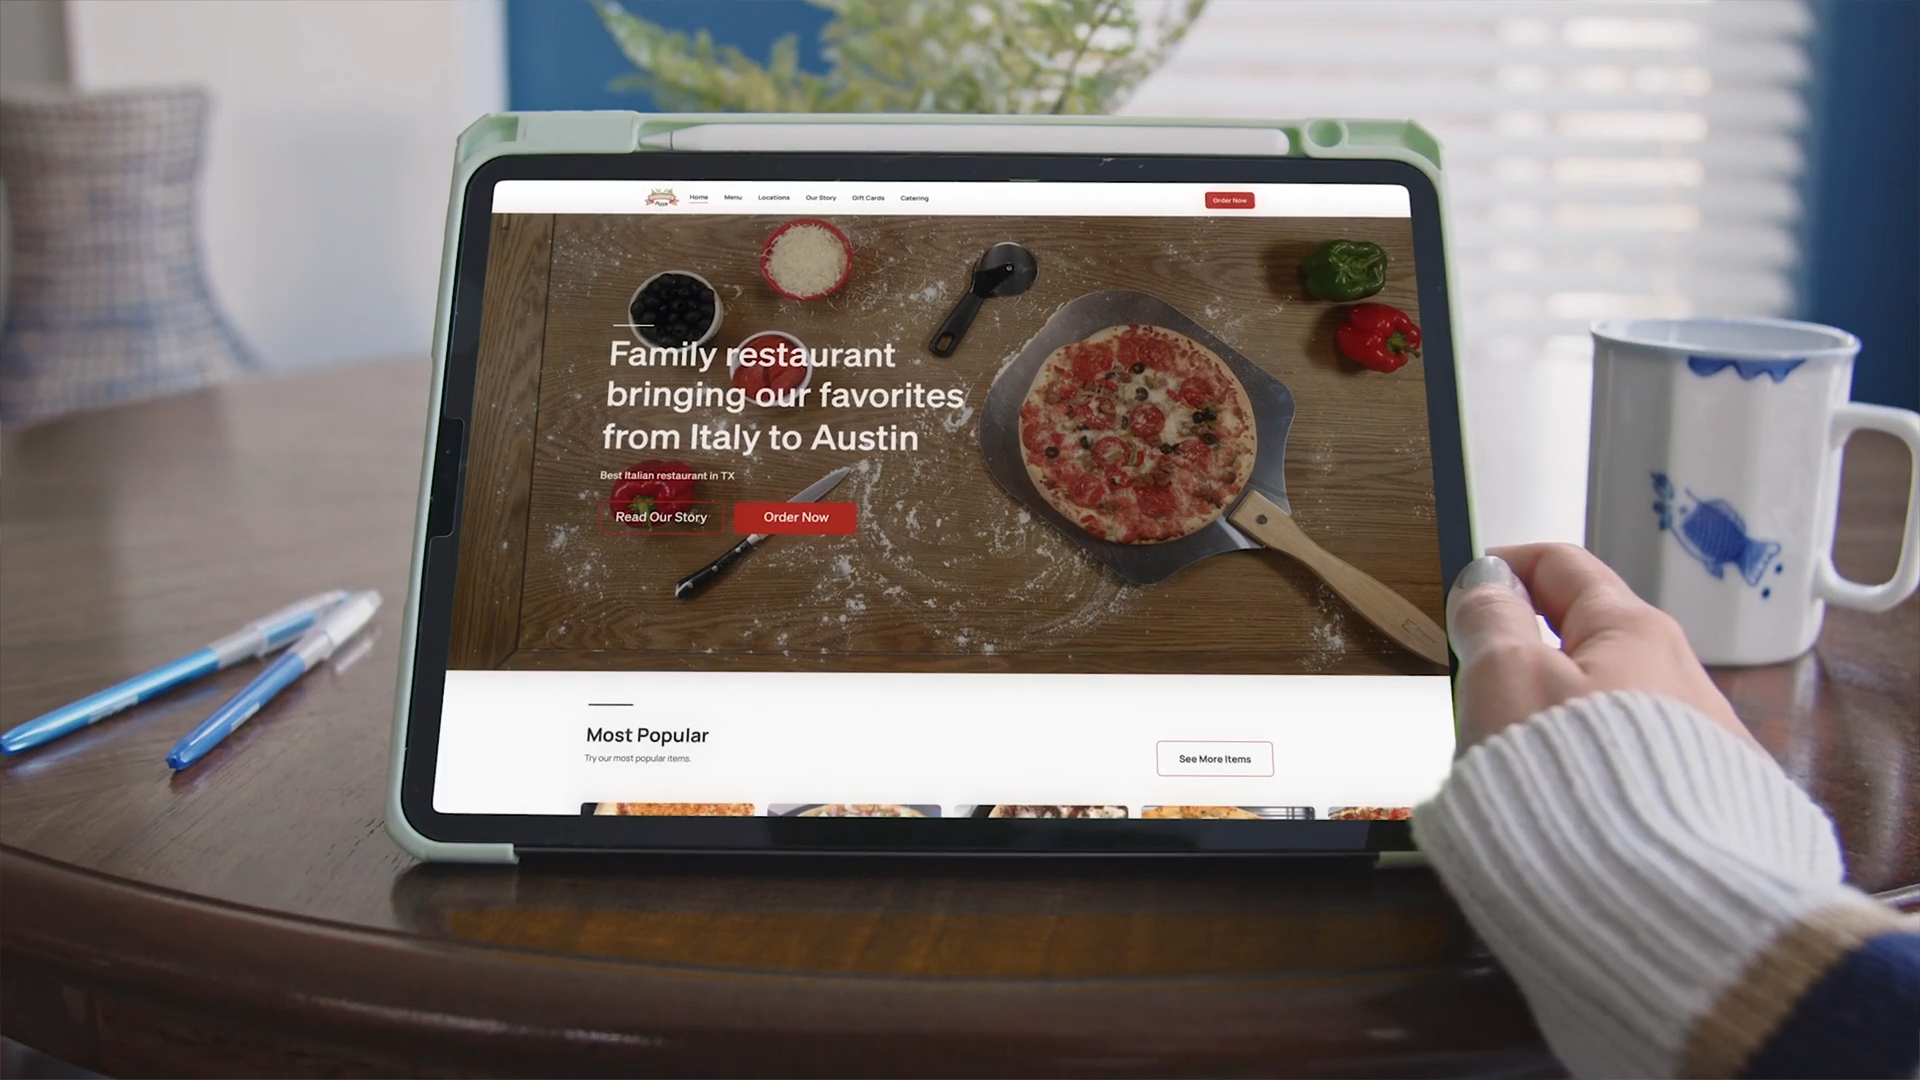 Pizza
Home
Menu
Locations
Our Story
Gift Cards
Catering
Order Now
Family restaurant
bringing our favorites
from Italy to Austin
Best Italian restaurant in TX
Read Our Story
Order Now
Most Popular
Try our most popular items.
See More Items